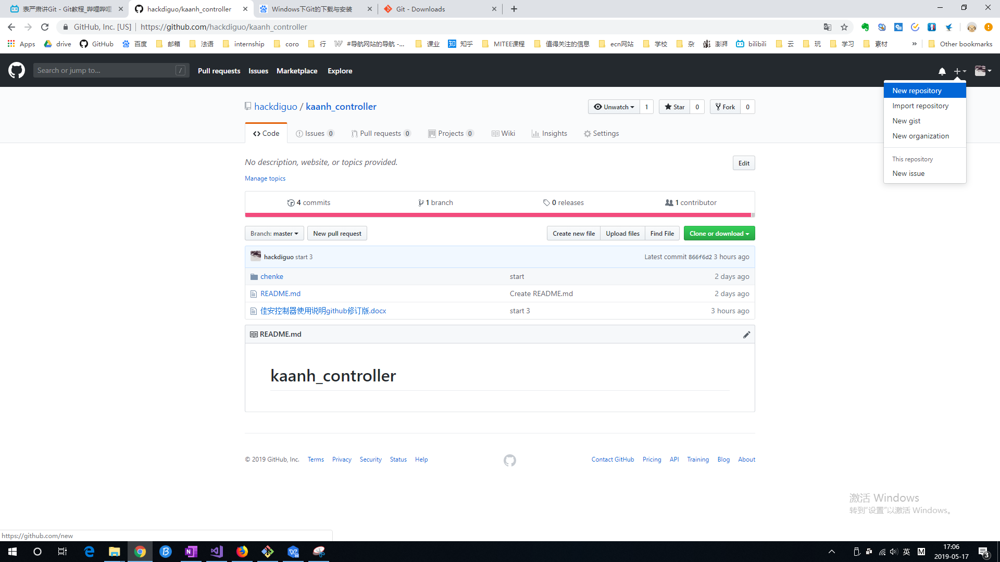 表严肃讲Git - Git教程_哔哩哔哩
hackdiguo/kaanh_controller
Windows下Git的下载与安装
Git - Downloads
GitHub, Inc. [US] | https://github.com/hackdiguo/kaanh_controller
Apps drive GitHub 百度 邮箱 法语 internship coro 行 #导航网站的导航 -... 课业 知乎 MITEE课程 值得关注的信息 ecn网站 学校 杂 澎湃 bilibili 云 玩 学习 素材 » Other bookmarks
Search or jump to... / Pull requests Issues Marketplace Explore
New repository
Import repository
New gist
New organization
This repository
New issue
hackdiguo / kaanh_controller
Unwatch 1 Star 0 Fork 0
Code Issues 0 Pull requests 0 Projects 0 Wiki Insights Settings
No description, website, or topics provided.
Edit
Manage topics
4 commits 1 branch 0 releases 1 contributor
Branch: master New pull request Create new file Upload files Find File Clone or download
hackdiguo start 3 Latest commit 866f6d2 3 hours ago
chenke start 2 days ago
README.md Create README.md 2 days ago
佳安控制器使用说明github修订版.docx start 3 3 hours ago
README.md
kaanh_controller
© 2019 GitHub, Inc. Terms Privacy Security Status Help Contact GitHub Pricing API Training Blog About
激活 Windows
转到“设置”以激活 Windows。
https://github.com/new
英 M
17:06
2019-05-17
3